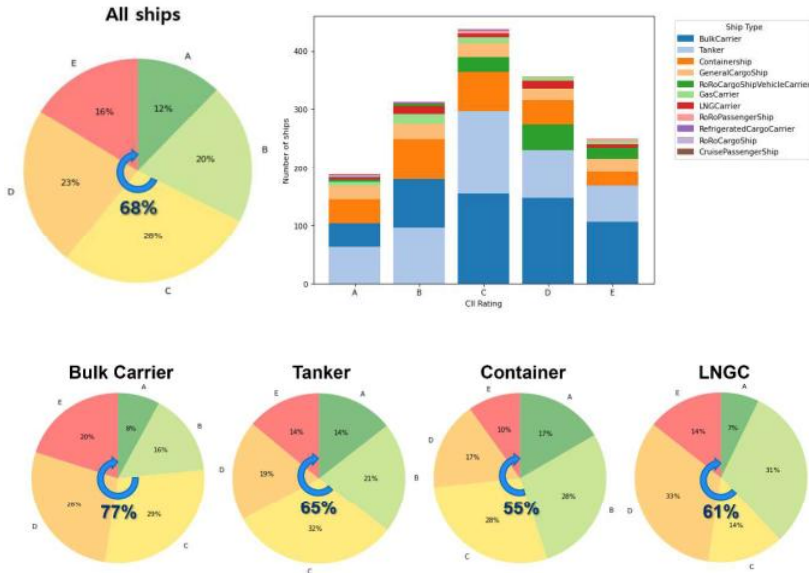 All ships
E
A
16%
12%
B
20%
D
23%
68%
28%
C
Number of ships
400
300
200
100
0
A
B
C
D
E
CII Rating
Ship Type
BulkCarrier
Tanker
Containership
GeneralCargoShip
RoRoCargoShipVehicleCarrier
GasCarrier
LNGCarrier
RoRoPassengerShip
RefrigeratedCargoCarrier
RoRoCargoShip
CruisePassengerShip
Bulk Carrier
E
A
8%
B
20%
16%
77%
29%
D
C
Tanker
E
A
14%
14%
21%
D
19%
65%
B
32%
C
Container
E
A
10%
17%
D
17%
B
28%
55%
28%
B
C
LNGC
E
A
7%
14%
31%
B
33%
61%
D
14%
C